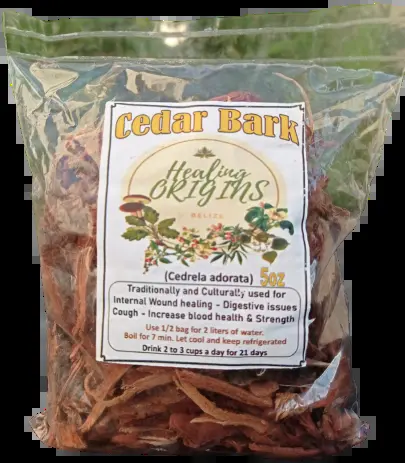 Cedar Bark
Healing
ORIGINS
BELIZE
(Cedrela adorata) 5oz
Traditionally and Culturally used for
Internal Wound healing - Digestive issues
Cough - Increase blood health & Strength
Use 1/2 bag for 2 liters of water.
Boil for 7 min. Let cool and keep refrigerated
Drink 2 to 3 cups a day for 21 days